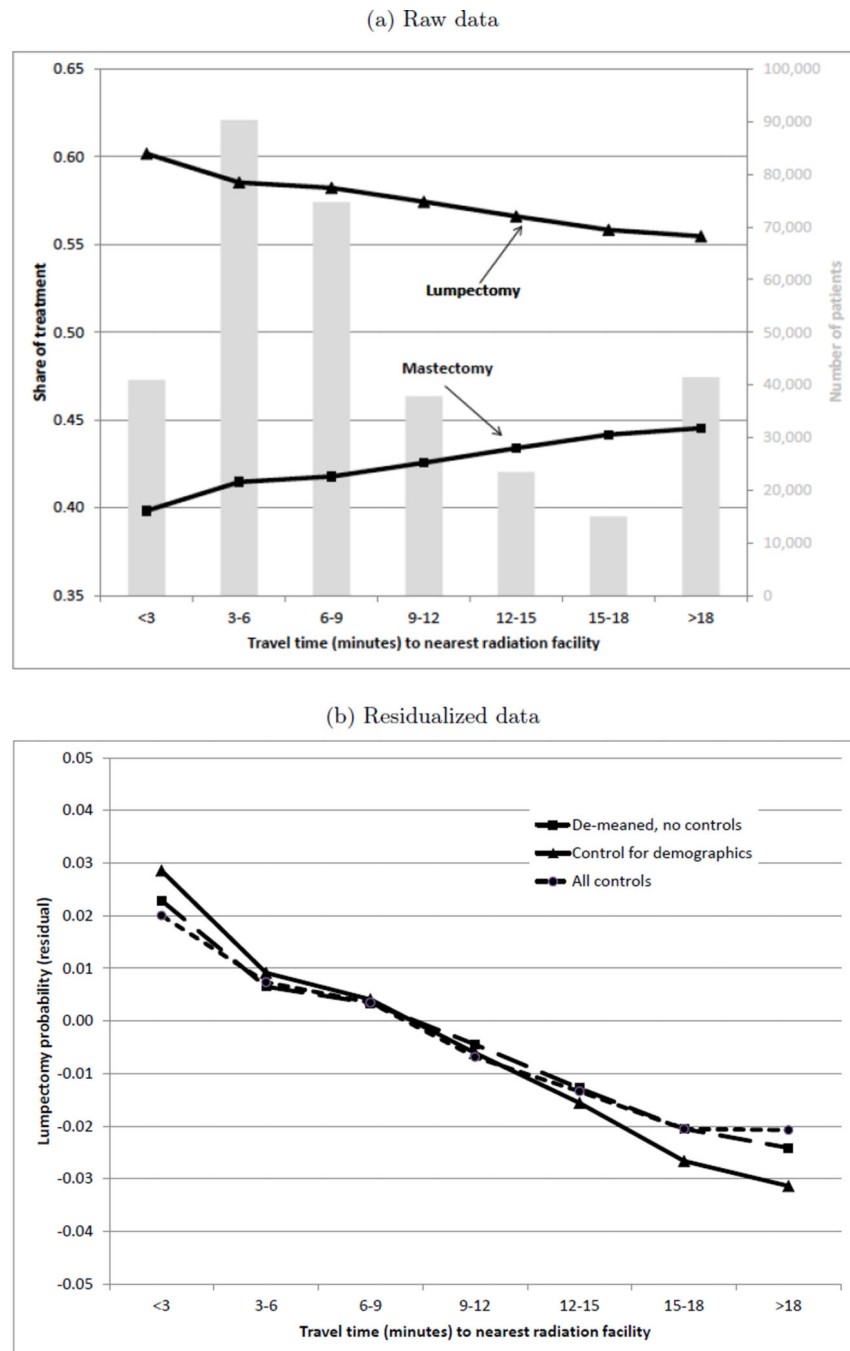 (a) Raw data
0.65
0.60
0.55
0.50
0.45
0.40
0.35
Share of treatment
100,000
90,000
80,000
70,000
60,000
50,000
40,000
30,000
20,000
10,000
0
Number of patients
Lumpectomy
Mastectomy
<3 3-6 6-9 9-12 12-15 15-18 >18
Travel time (minutes) to nearest radiation facility
(b) Residualized data
0.05
0.04
0.03
0.02
0.01
0.00
-0.01
-0.02
-0.03
-0.04
-0.05
Lumpectomy probability (residual)
De-meaned, no controls
Control for demographics
All controls
<3 3-6 6-9 9-12 12-15 15-18 >18
Travel time (minutes) to nearest radiation facility